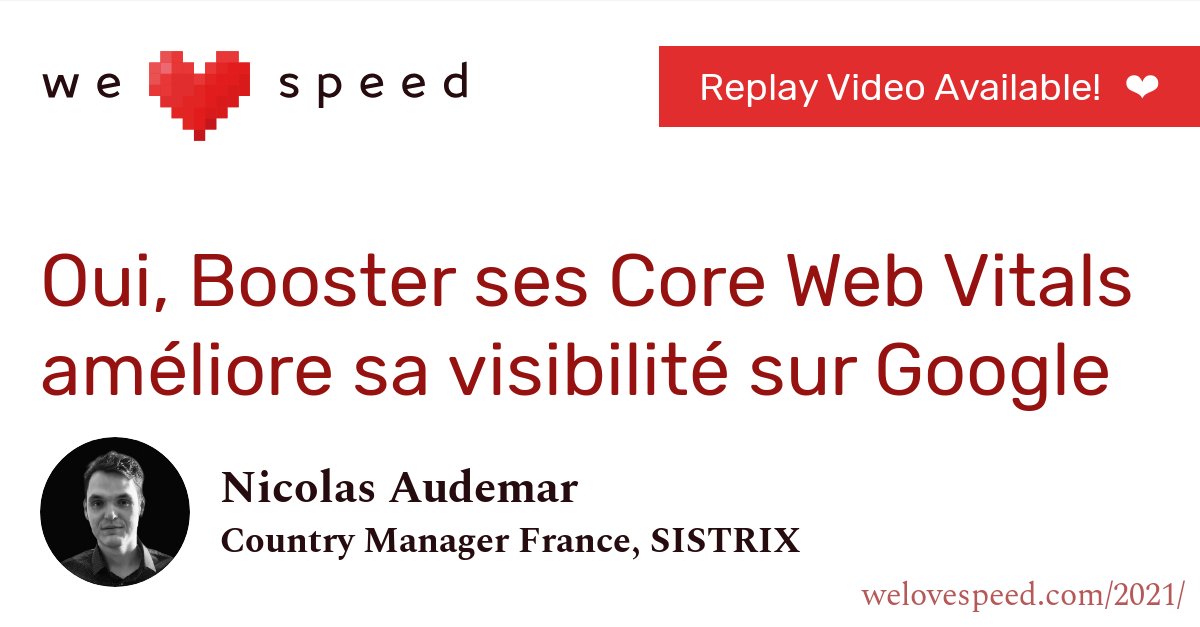 we ❤ speed
Replay Video Available! ❤
Oui, Booster ses Core Web Vitals
améliore sa visibilité sur Google
Nicolas Audemar
Country Manager France, SISTRIX
welovespeed.com/2021/